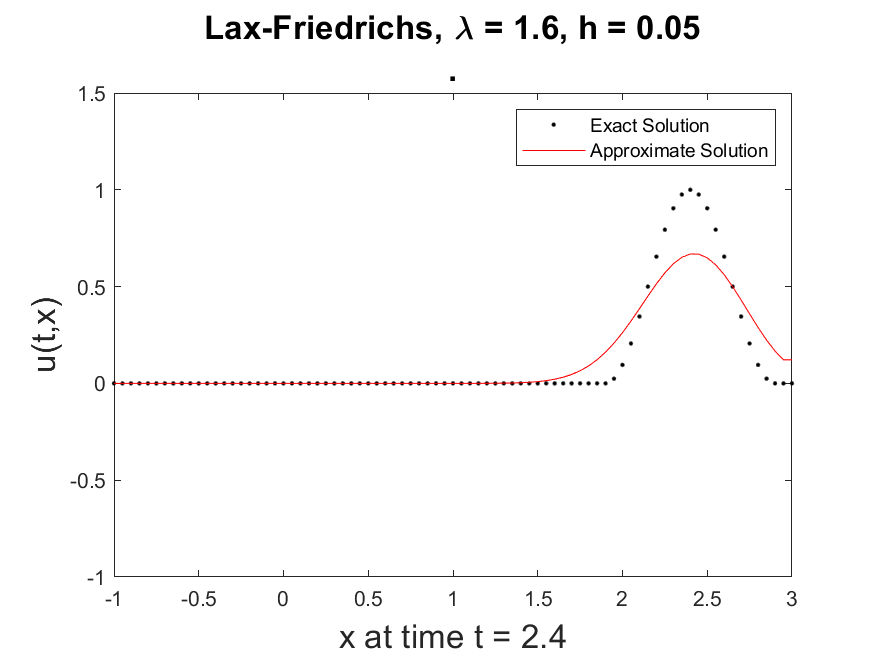 Lax-Friedrichs, λ = 1.6, h = 0.05
.
1.5
1
0.5
0
-0.5
-1
u(t,x)
Exact Solution
Approximate Solution
-1 -0.5 0 0.5 1 1.5 2 2.5 3
x at time t = 2.4